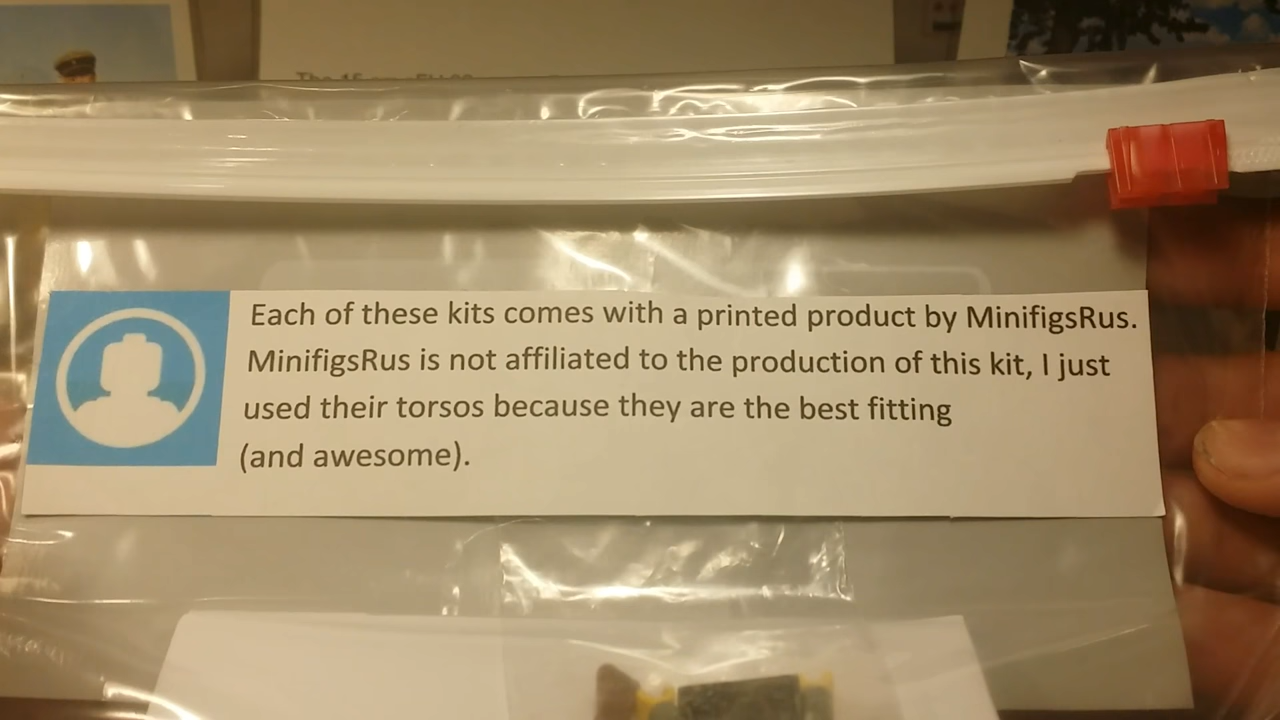 Each of these kits comes with a printed product by MinifigsRus.
MinifigsRus is not affiliated to the production of this kit, I just
used their torsos because they are the best fitting
(and awesome).